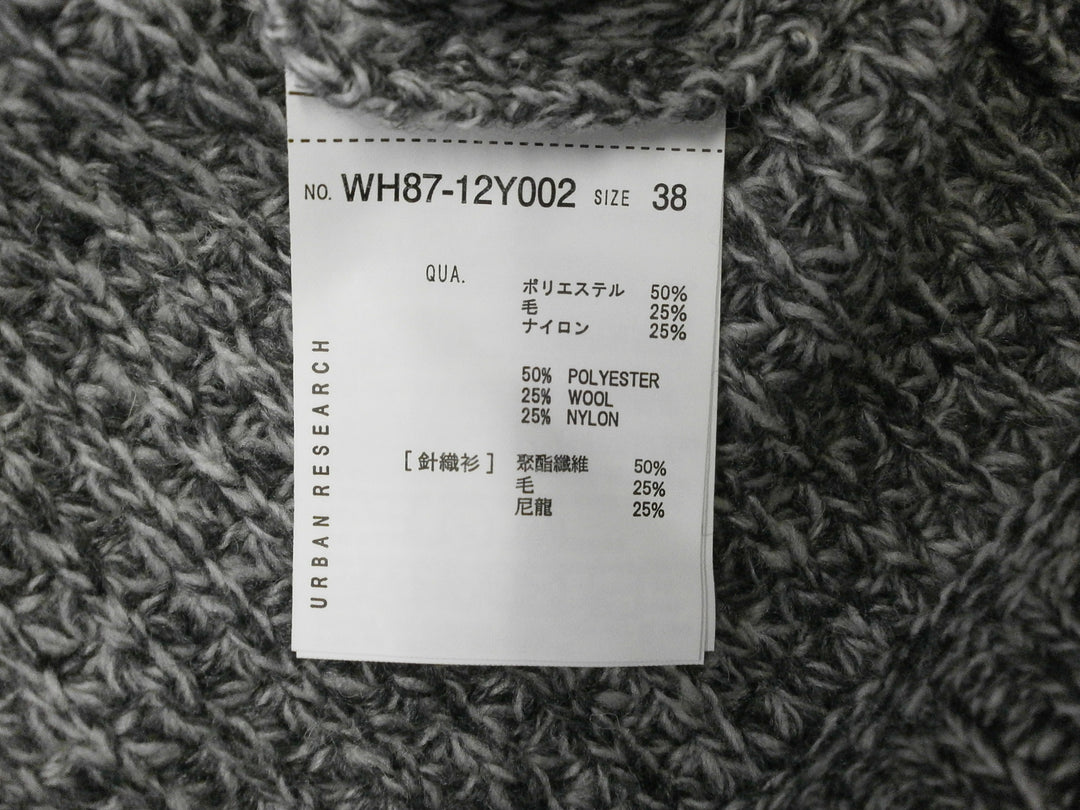 NO. WH87-12Y002 SIZE 38
QUA.
ポリエステル 50%
毛 25%
ナイロン 25%
50% POLYESTER
25% WOOL
25% NYLON
[針織衫] 聚酯纖維 50%
毛 25%
尼龍 25%
URBAN RESEARCH